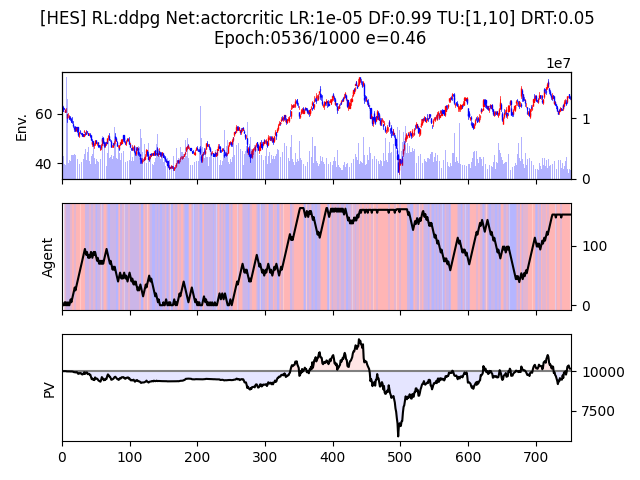 [HES] RL:ddpg Net:actorcritic LR:1e-05 DF:0.99 TU:[1,10] DRT:0.05
Epoch:0536/1000 e=0.46
1e7
Env.
60
40
1
0
Agent
100
0
PV
10000
7500
0 100 200 300 400 500 600 700